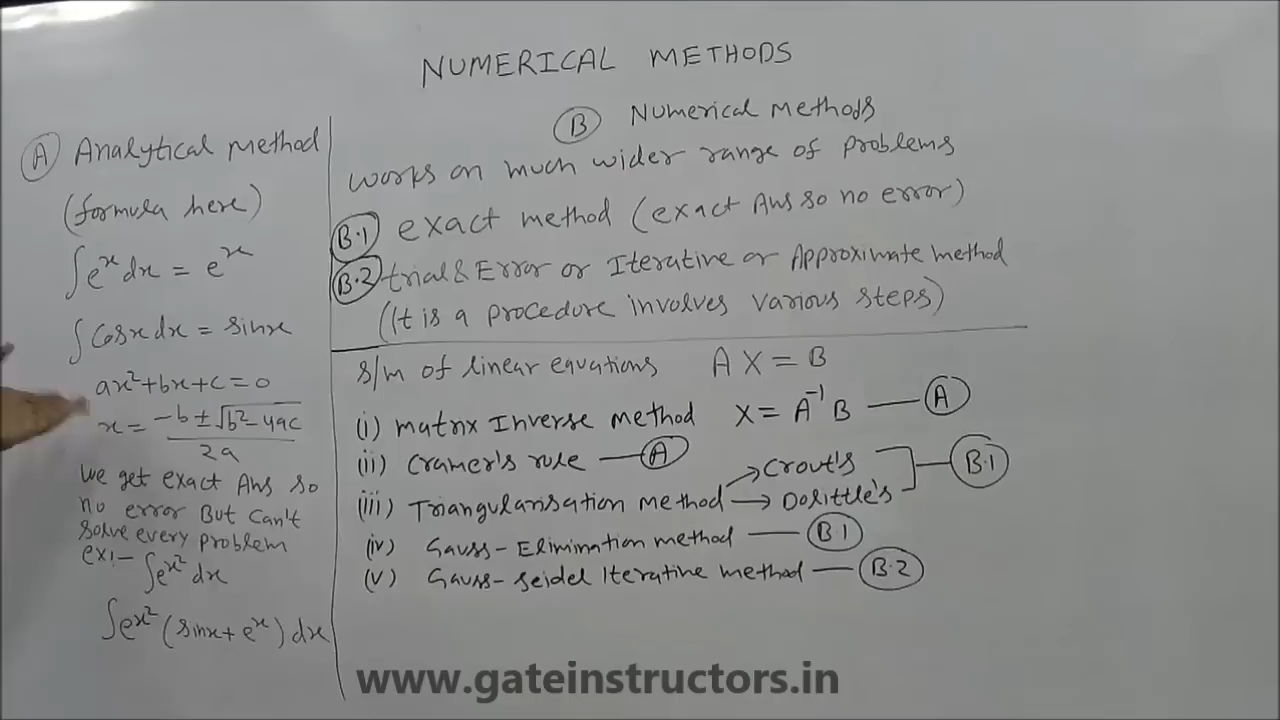 NUMERICAL METHODS
(A) Analytical method
(formula here)
∫e^x dx = e^x
∫Cosx dx = sinx
ax²+bx+c=0
x = -b ± √b²-4ac / 2a
we get exact Ans so
no error But can't
solve every problem
ex:- ∫e^x² dx
∫e^x² (sinx + e^x) dx
(B) Numerical methods
works on much wider range of problems
(B.1) exact method (exact Ans so no error)
(B.2) trial & Error or Iterative or Approximate method
(It is a procedure involves various steps)
s/m of linear equations AX = B
(i) matrix Inverse method X = A⁻¹B — (A)
(ii) Cramer's rule — (A)
(iii) Triangularisation method → Crout's → Dolittle's — (B.1)
(iv) Gauss-Elimination method — (B.1)
(v) Gauss-Seidel Iterative method — (B.2)
www.gateinstructors.in